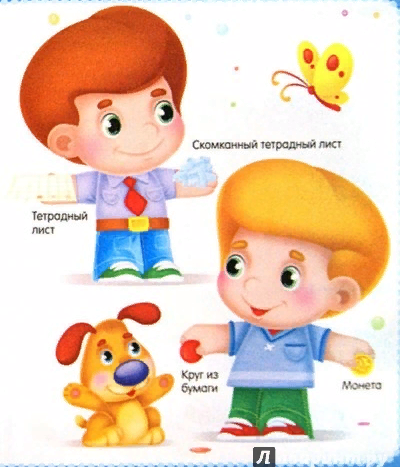 Скомканный тетрадный лист
Тетрадный
лист
Круг из
бумаги
Монета